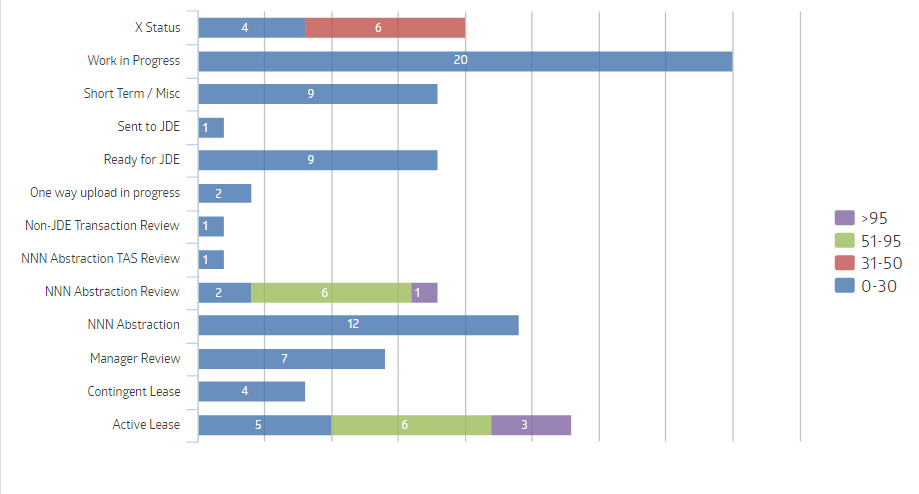 X Status 4 6
Work in Progress 20
Short Term / Misc 9
Sent to JDE 1
Ready for JDE 9
One way upload in progress 2
Non-JDE Transaction Review 1
NNN Abstraction TAS Review 1
NNN Abstraction Review 2 6 1
NNN Abstraction 12
Manager Review 7
Contingent Lease 4
Active Lease 5 6 3
>95
51-95
31-50
0-30